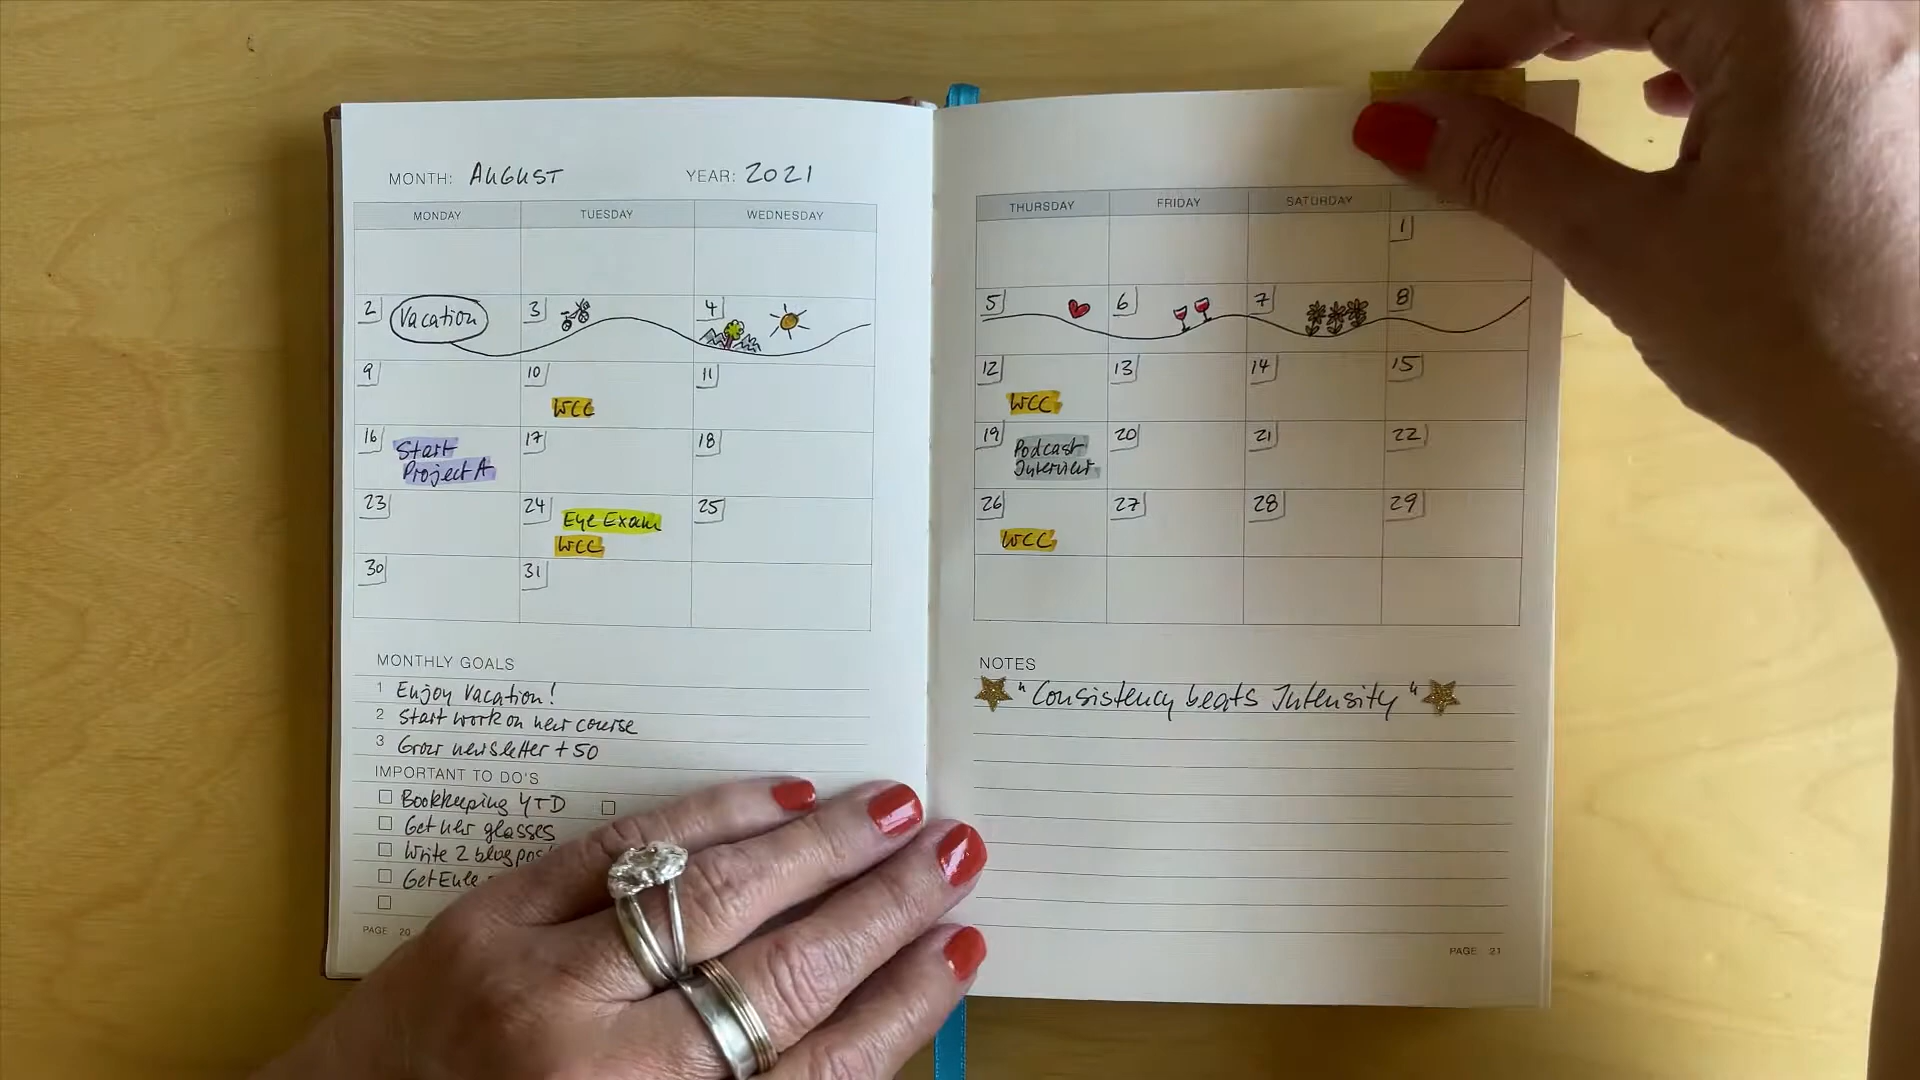 MONTH: AUGUST YEAR: 2021
MONDAY TUESDAY WEDNESDAY THURSDAY FRIDAY SATURDAY
1
2 Vacation 3 4 5 6 7 8
9 10 11 12 13 14 15
WCC WCC
16 17 18 19 20 21 22
Start Podcast
Project A Interview
23 24 25 26 27 28 29
Eye Exam
WCC WCC
30 31
MONTHLY GOALS
1 Enjoy Vacation!
2 Start work on new course
3 Grow newsletter + 50
IMPORTANT TO DO'S
Bookkeeping YTD
Get new glasses
Write 2 blog
Get
PAGE 20
NOTES
"Consistency beats Intensity"
PAGE 21